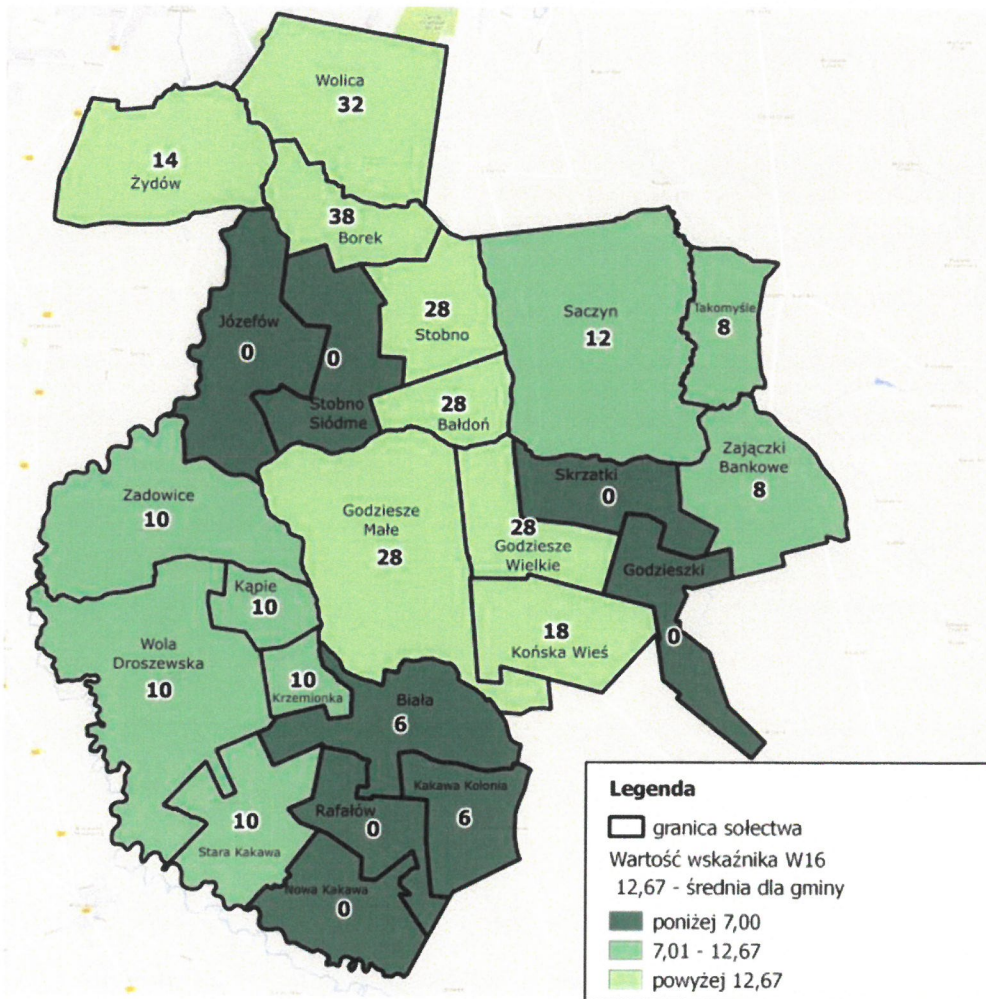 Wolica
32
14
Żydów
38
Borek
28
Stobno
Saczyn
12
Takomyśle
8
Józefów
0
0
Stobno
Siódme
28
Bałdoń
Zajączki
Bankowe
8
Skrzatki
0
Zadowice
10
Godziesze
Małe
28
28
Godziesze
Wielkie
Godzieszki
0
Kąpie
10
18
Końska Wieś
Wola
Droszewska
10
10
Krzemionka
Biała
6
Kakawa Kolonia
6
Rafałów
0
10
Stara Kakawa
Nowa Kakawa
0
Legenda
granica sołectwa
Wartość wskaźnika W16
12,67 - średnia dla gminy
poniżej 7,00
7,01 - 12,67
powyżej 12,67